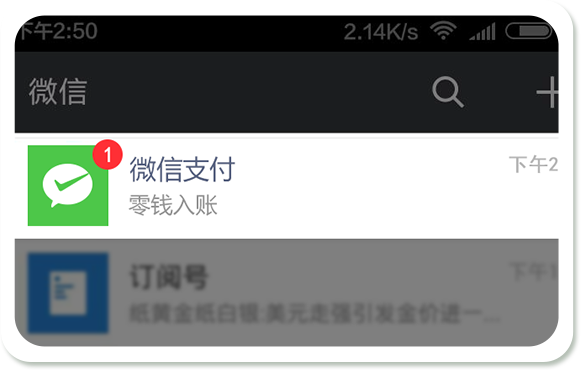 下午2:50 2.14K/s
微信
1
微信支付 下午2
零钱入账
订阅号 下午1
纸黄金纸白银:美元走强引发金价进一...